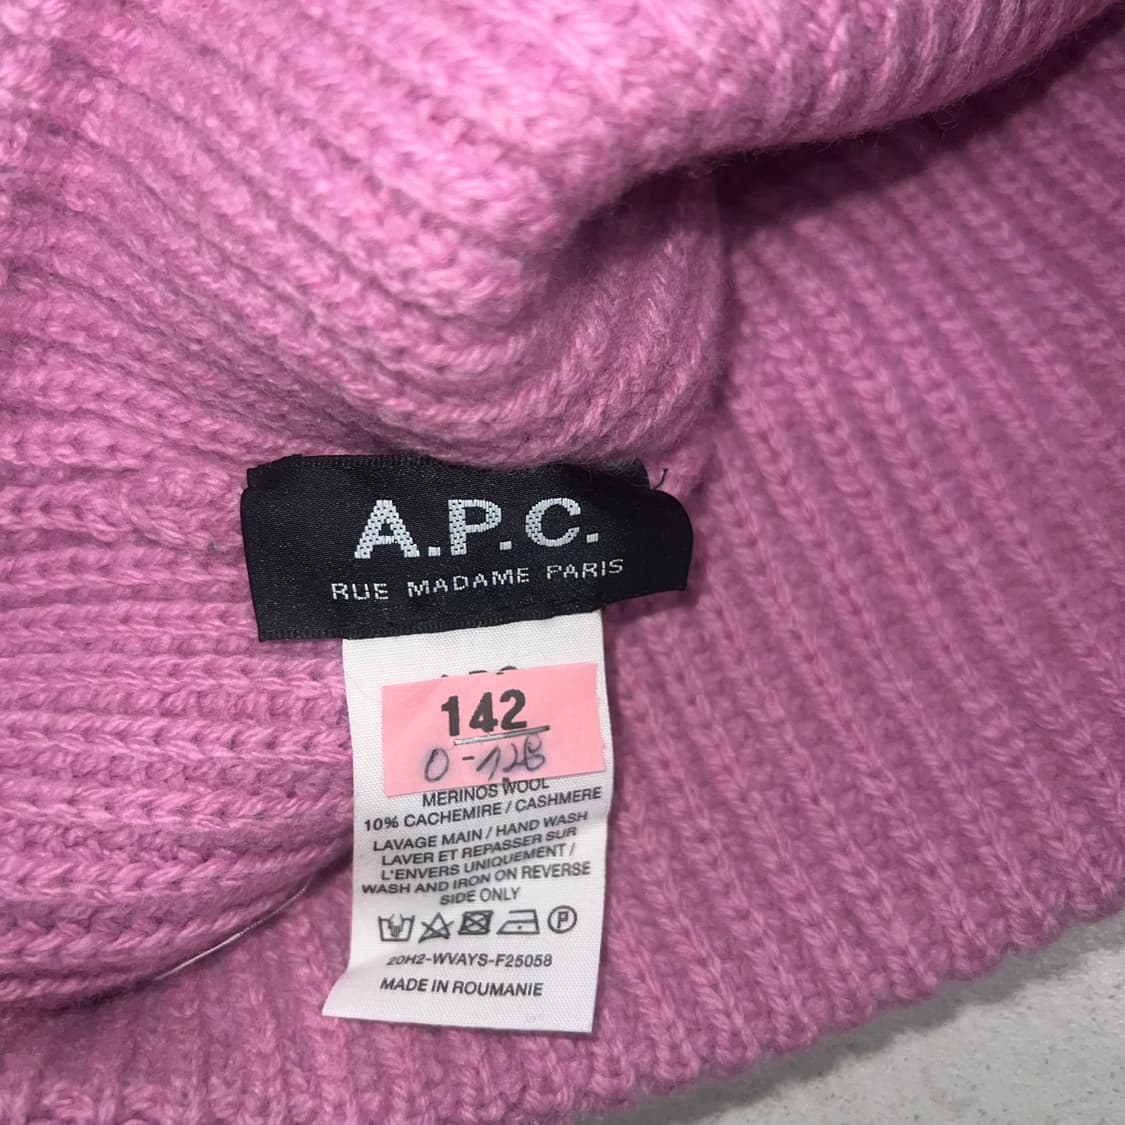 A.P.C.
RUE MADAME PARIS
142
0-128
MERINOS WOOL
10% CACHEMIRE / CASHMERE
LAVAGE MAIN / HAND WASH
LAVER ET REPASSER SUR
L'ENVERS UNIQUEMENT /
WASH AND IRON ON REVERSE
SIDE ONLY
P
20H2-WVAYS-F25058
MADE IN ROUMANIE